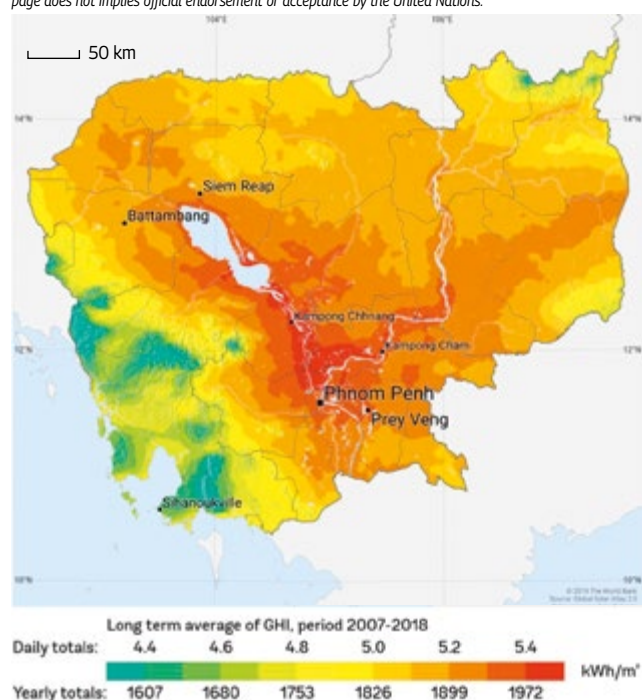 page does not implies official endorsement or acceptance by the United Nations.
104°E
106°E
50 km
14°N
14°N
Siem Reap
Battambang
Kampong Chhnang
12°N
Kampong Cham
12°N
Phnom Penh
Prey Veng
Sihanoukville
10°N
10°N
© 2019 The World Bank
Source: Global Solar Atlas 2.0
Long term average of GHI, period 2007-2018
Daily totals: 4.4 4.6 4.8 5.0 5.2 5.4
kWh/m²
Yearly totals: 1607 1680 1753 1826 1899 1972